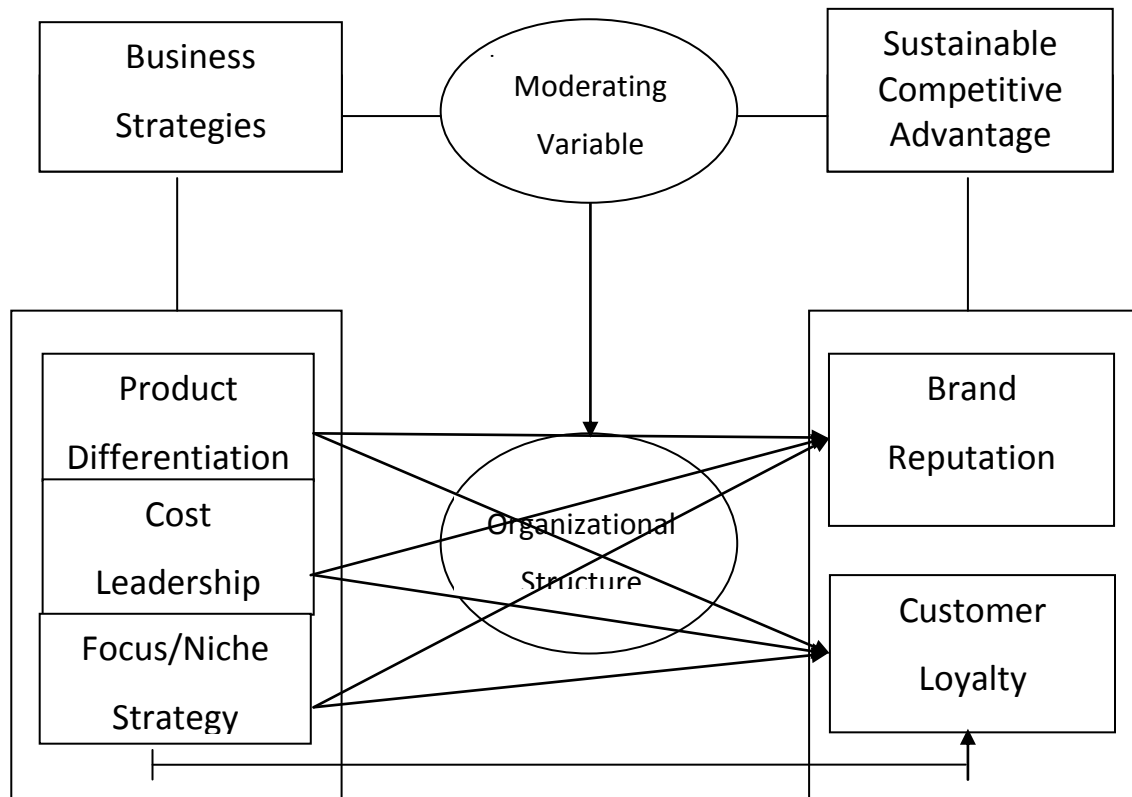 Business
Strategies
Moderating
Variable
Sustainable
Competitive
Advantage
Product
Differentiation
Cost
Leadership
Focus/Niche
Strategy
Organizational
Structure
Brand
Reputation
Customer
Loyalty